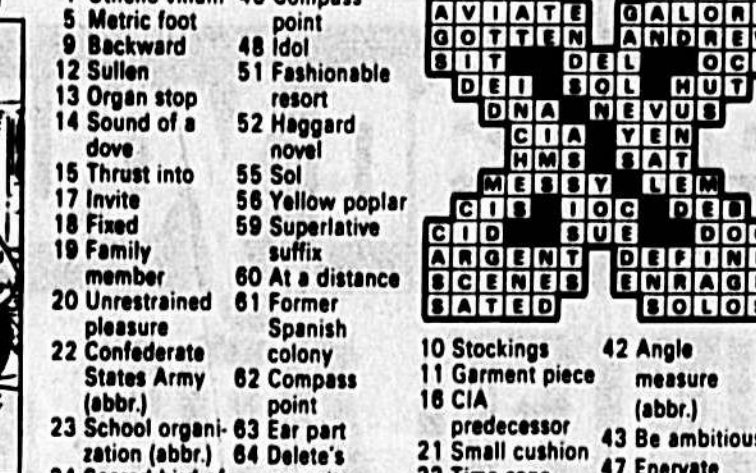 5 Metric foot
9 Backward
12 Sullen
13 Organ stop
14 Sound of a
dove
15 Thrust into
17 Invite
18 Fixed
19 Family
member
20 Unrestrained
pleasure
22 Confederate
States Army
(abbr.)
23 School organi-
zation (abbr.)
point
48 Idol
51 Fashionable
resort
52 Haggard
novel
55 Sol
56 Yellow poplar
59 Superlative
suffix
60 At a distance
61 Former
Spanish
colony
62 Compass
point
63 Ear part
64 Delete's
AVIATE GALOR
GOTTEN ANDRE
SIT DEL OC
DEI SOL HUT
DNA NEVUS
CIA YEN
HMS SAT
MESSY LEM
CIS IOC DEB
CID SUE DO
ARGENT DEFIN
SCENES ENRAG
SATED SOLO
10 Stockings
11 Garment piece
16 CIA
predecessor
21 Small cushion
42 Angle
measure
(abbr.)
43 Be ambitious
47 Enervate